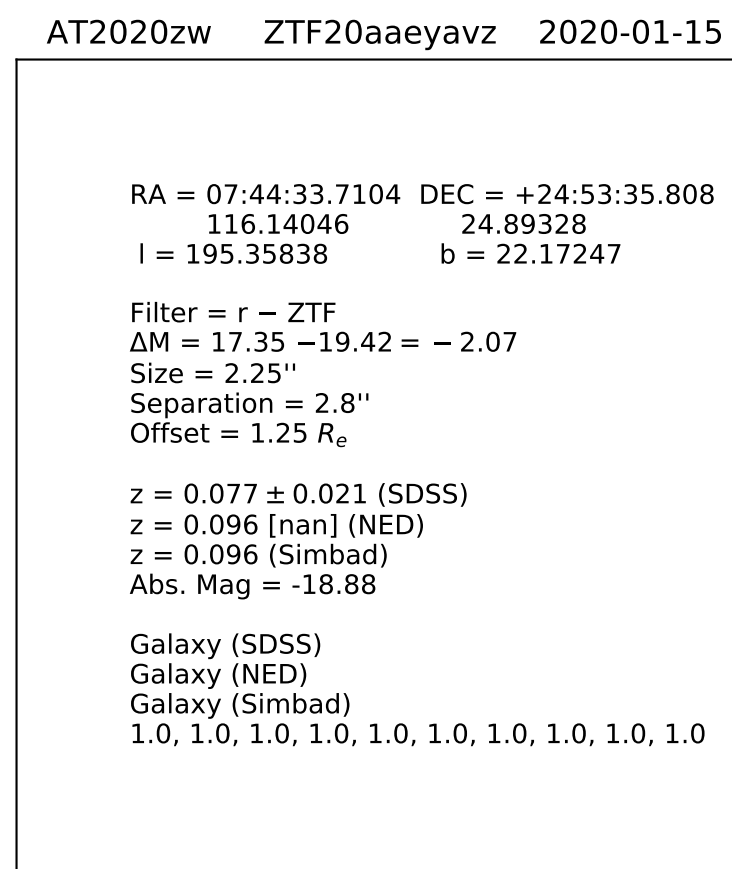 AT2020zw ZTF20aaeyavz 2020-01-15
RA = 07:44:33.7104 DEC = +24:53:35.808
116.14046 24.89328
l = 195.35838 b = 22.17247
Filter = r − ZTF
ΔM = 17.35 −19.42 = − 2.07
Size = 2.25''
Separation = 2.8''
Offset = 1.25 Rₑ
z = 0.077 ± 0.021 (SDSS)
z = 0.096 [nan] (NED)
z = 0.096 (Simbad)
Abs. Mag = -18.88
Galaxy (SDSS)
Galaxy (NED)
Galaxy (Simbad)
1.0, 1.0, 1.0, 1.0, 1.0, 1.0, 1.0, 1.0, 1.0, 1.0